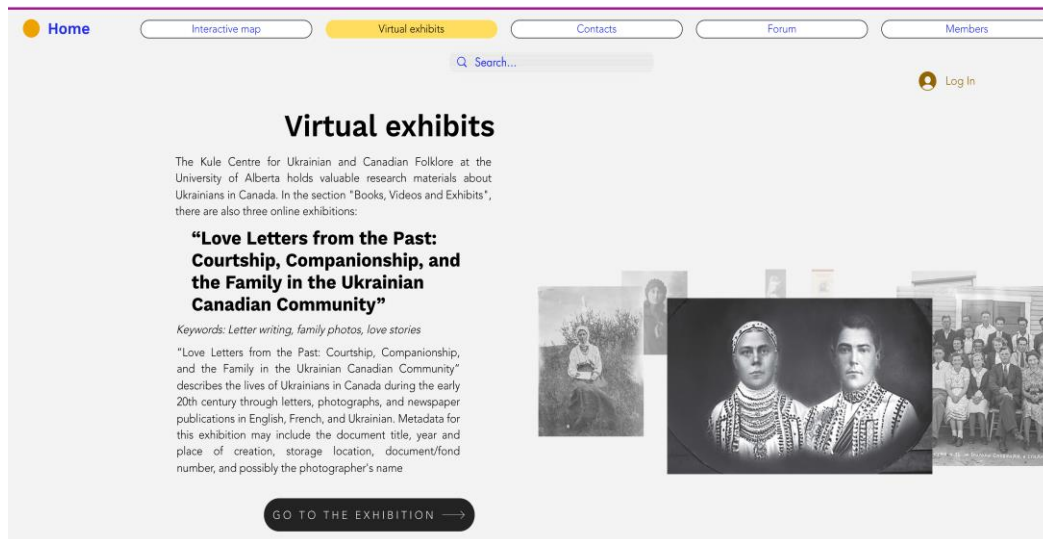 Home
Interactive map
Virtual exhibits
Contacts
Forum
Members
Search...
Log In
Virtual exhibits
The Kule Centre for Ukrainian and Canadian Folklore at the
University of Alberta holds valuable research materials about
Ukrainians in Canada. In the section "Books, Videos and Exhibits",
there are also three online exhibitions:
“Love Letters from the Past:
Courtship, Companionship, and
the Family in the Ukrainian
Canadian Community”
Keywords: Letter writing, family photos, love stories
"Love Letters from the Past: Courtship, Companionship,
and the Family in the Ukrainian Canadian Community"
describes the lives of Ukrainians in Canada during the early
20th century through letters, photographs, and newspaper
publications in English, French, and Ukrainian. Metadata for
this exhibition may include the document title, year and
place of creation, storage location, document/fond
number, and possibly the photographer's name
GO TO THE EXHIBITION